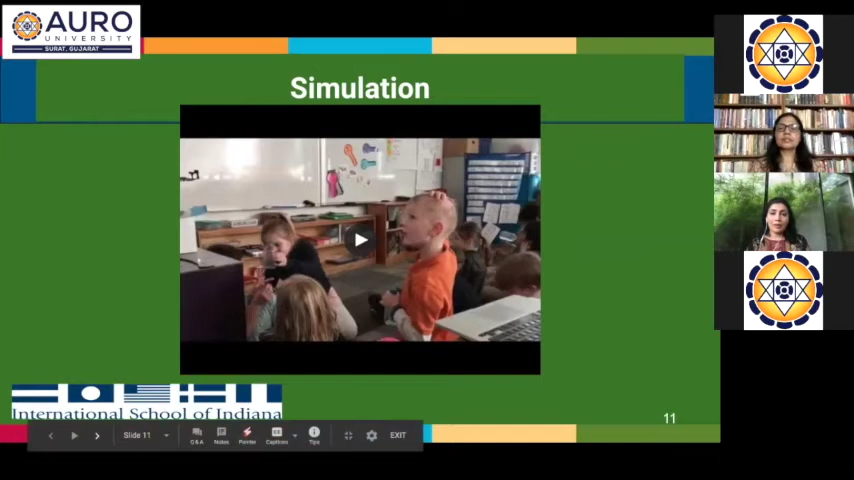 AURO
UNIVERSITY
SURAT, GUJARAT
Simulation
International School of Indiana
11
Slide 11
Q&A
Notes
Pointer
Captions
Tips
EXIT